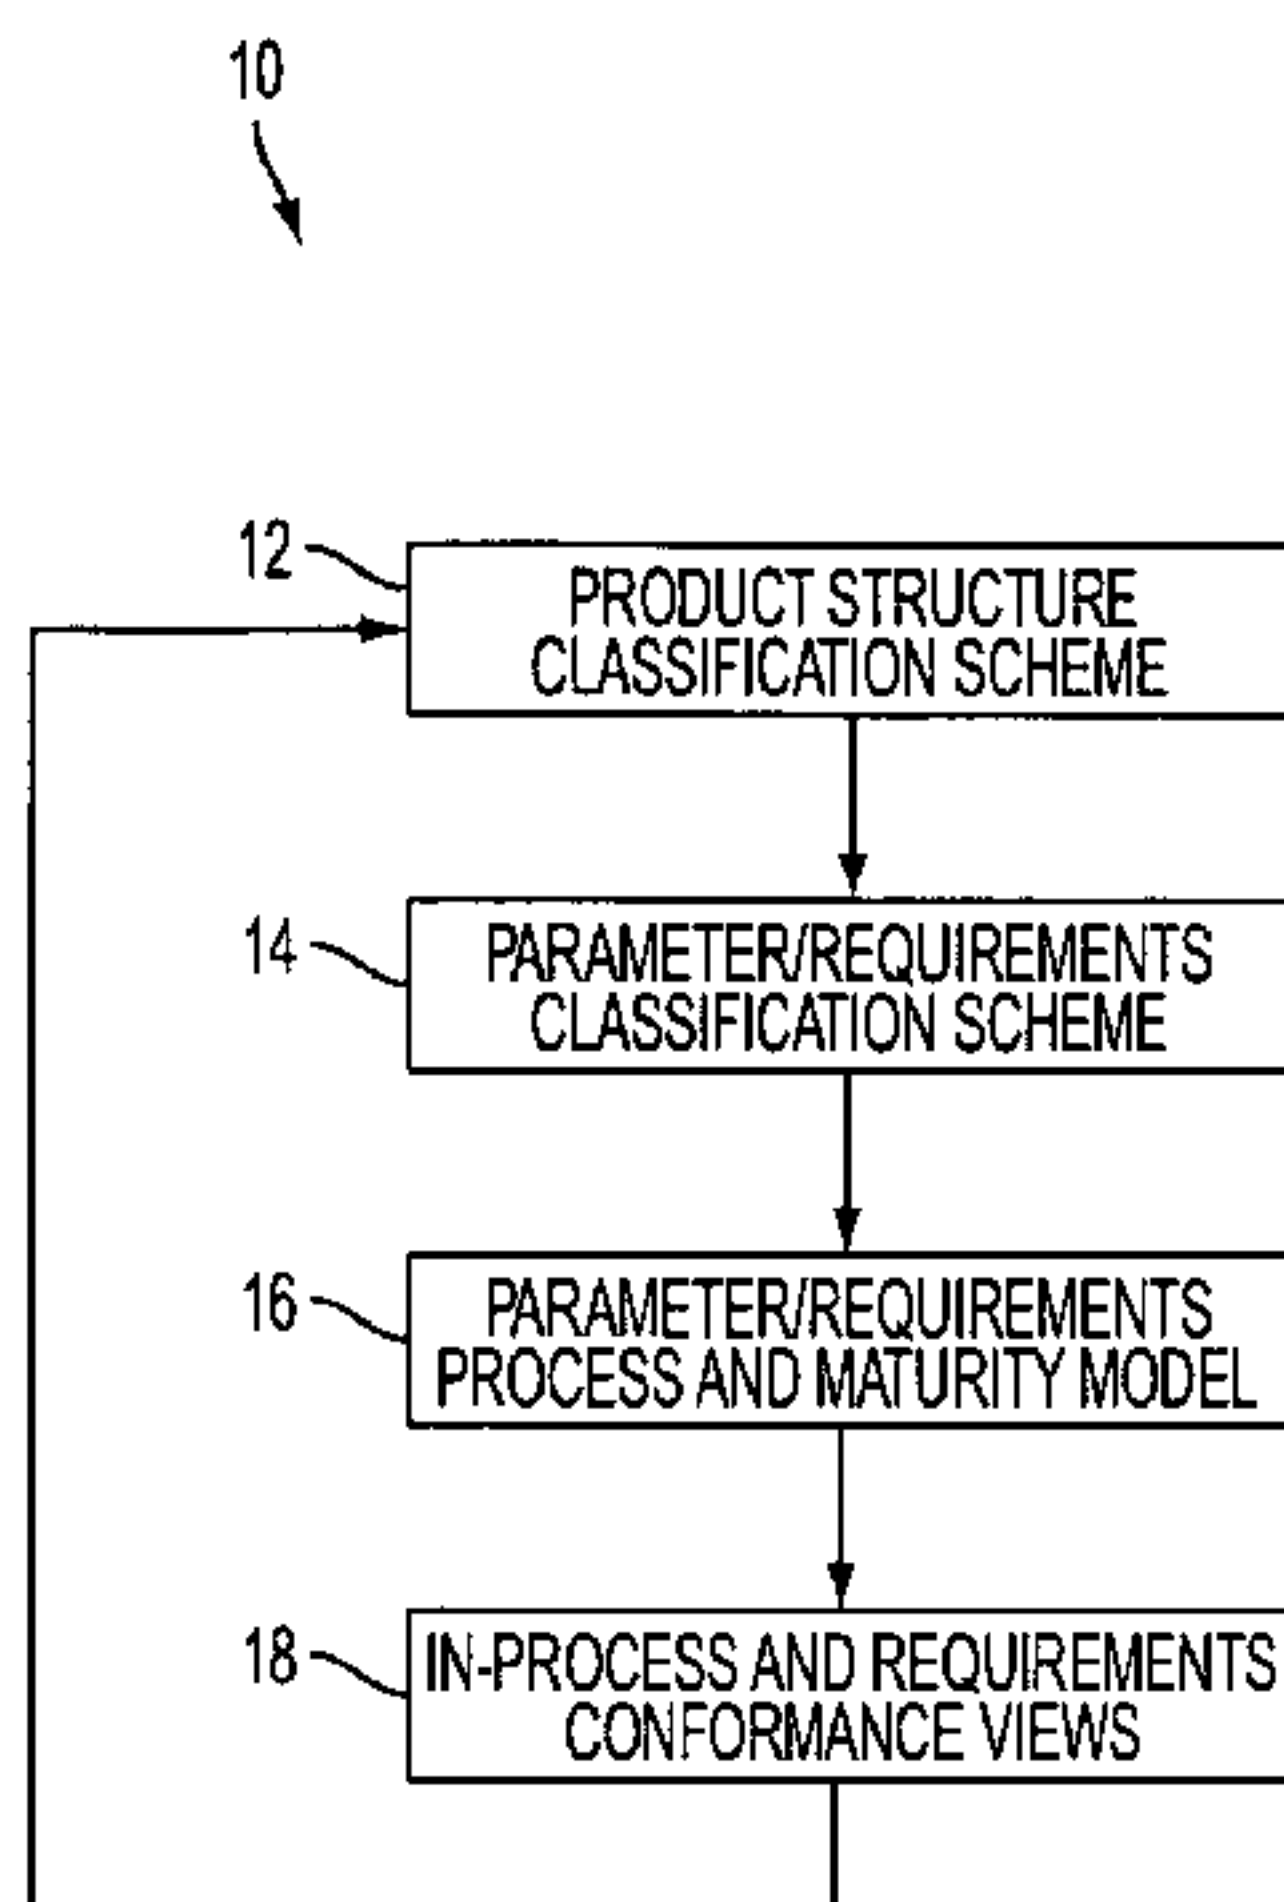 10
12
PRODUCT STRUCTURE
CLASSIFICATION SCHEME
14
PARAMETER/REQUIREMENTS
CLASSIFICATION SCHEME
16
PARAMETER/REQUIREMENTS
PROCESS AND MATURITY MODEL
18
IN-PROCESS AND REQUIREMENTS
CONFORMANCE VIEWS